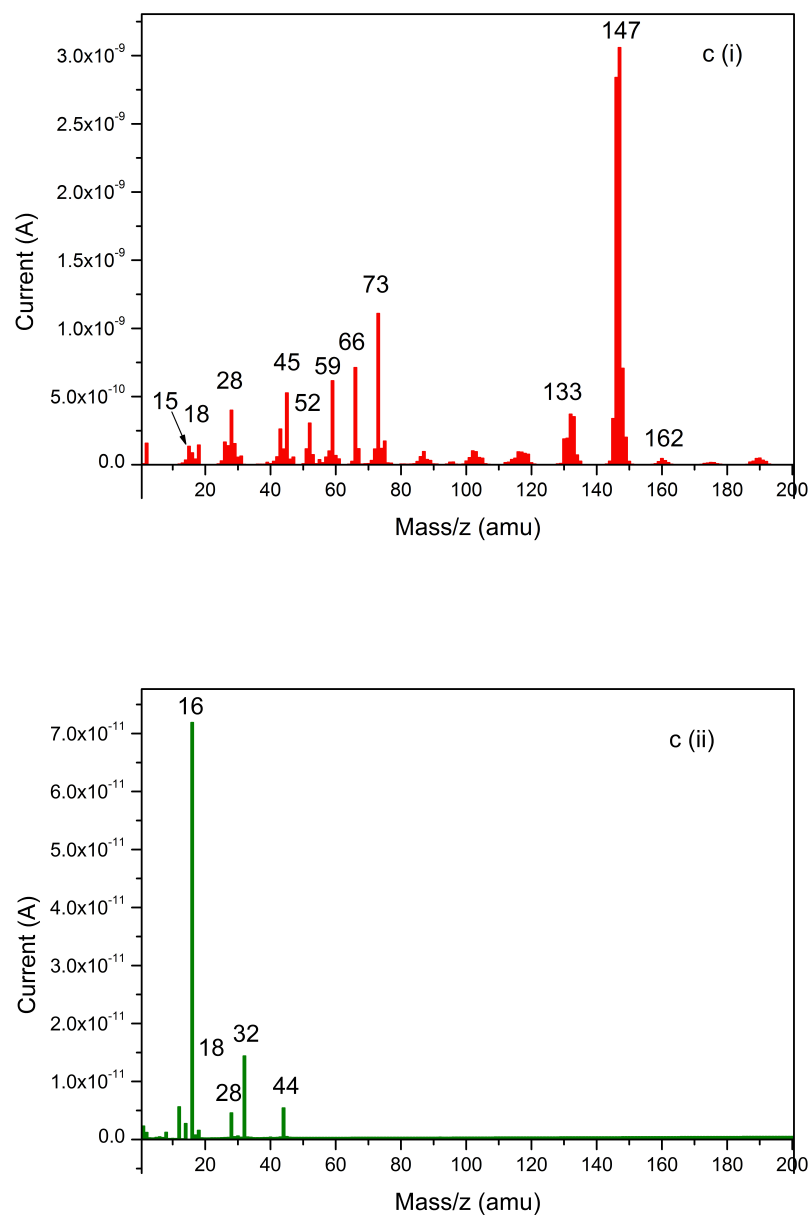 147
c (i)
3.0x10⁻⁹
2.5x10⁻⁹
2.0x10⁻⁹
1.5x10⁻⁹
1.0x10⁻⁹
5.0x10⁻¹⁰
0.0
Current (A)
15
18
28
45
52
59
66
73
133
162
20 40 60 80 100 120 140 160 180 200
Mass/z (amu)
16
c (ii)
7.0x10⁻¹¹
6.0x10⁻¹¹
5.0x10⁻¹¹
4.0x10⁻¹¹
3.0x10⁻¹¹
2.0x10⁻¹¹
1.0x10⁻¹¹
0.0
Current (A)
18
28
32
44
20 40 60 80 100 120 140 160 180 200
Mass/z (amu)